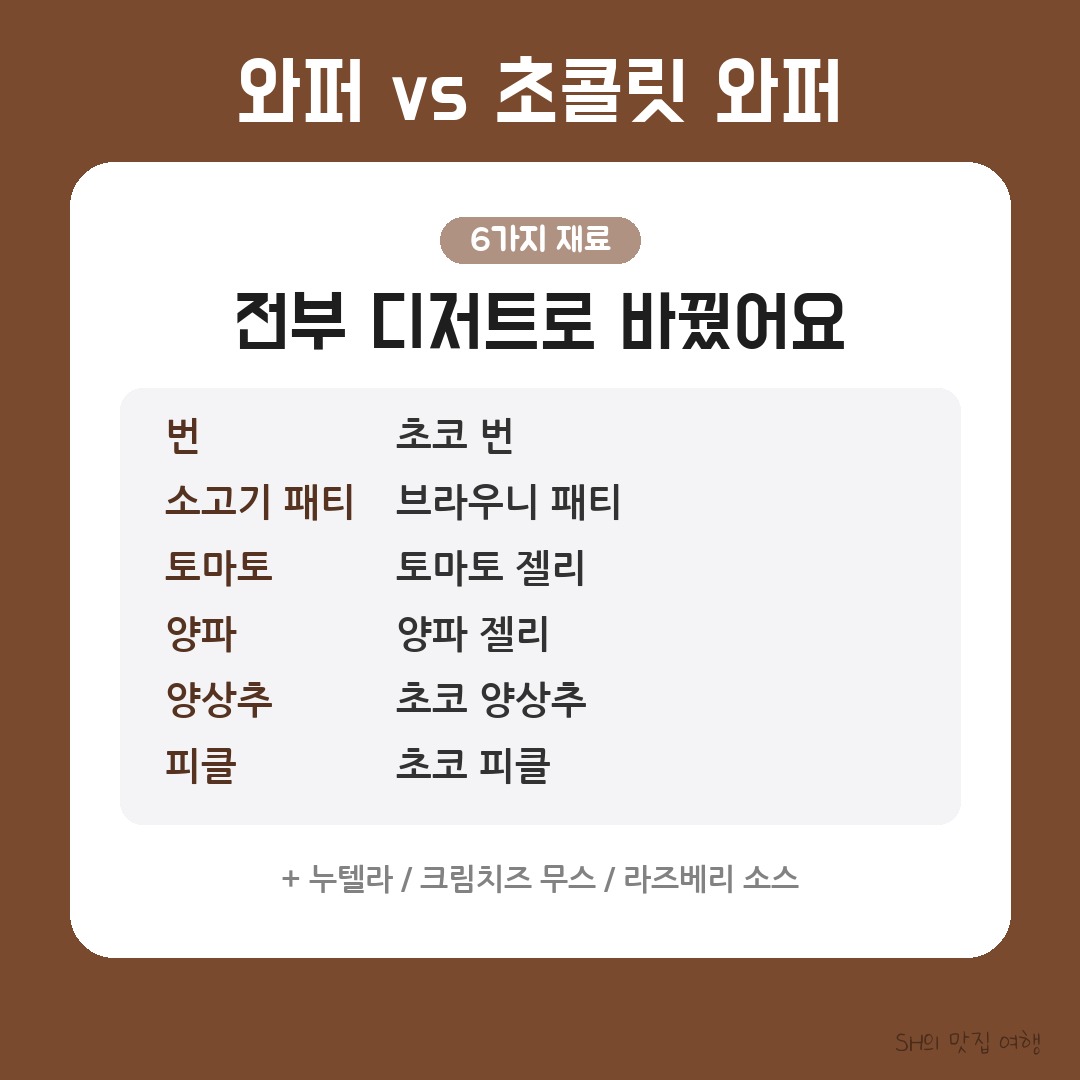 와퍼 vs 초콜릿 와퍼
6가지 재료
전부 디저트로 바꿨어요
번 초코 번
소고기 패티 브라우니 패티
토마토 토마토 젤리
양파 양파 젤리
양상추 초코 양상추
피클 초코 피클
+ 누텔라 / 크림치즈 무스 / 라즈베리 소스
SH의 맛집 여행